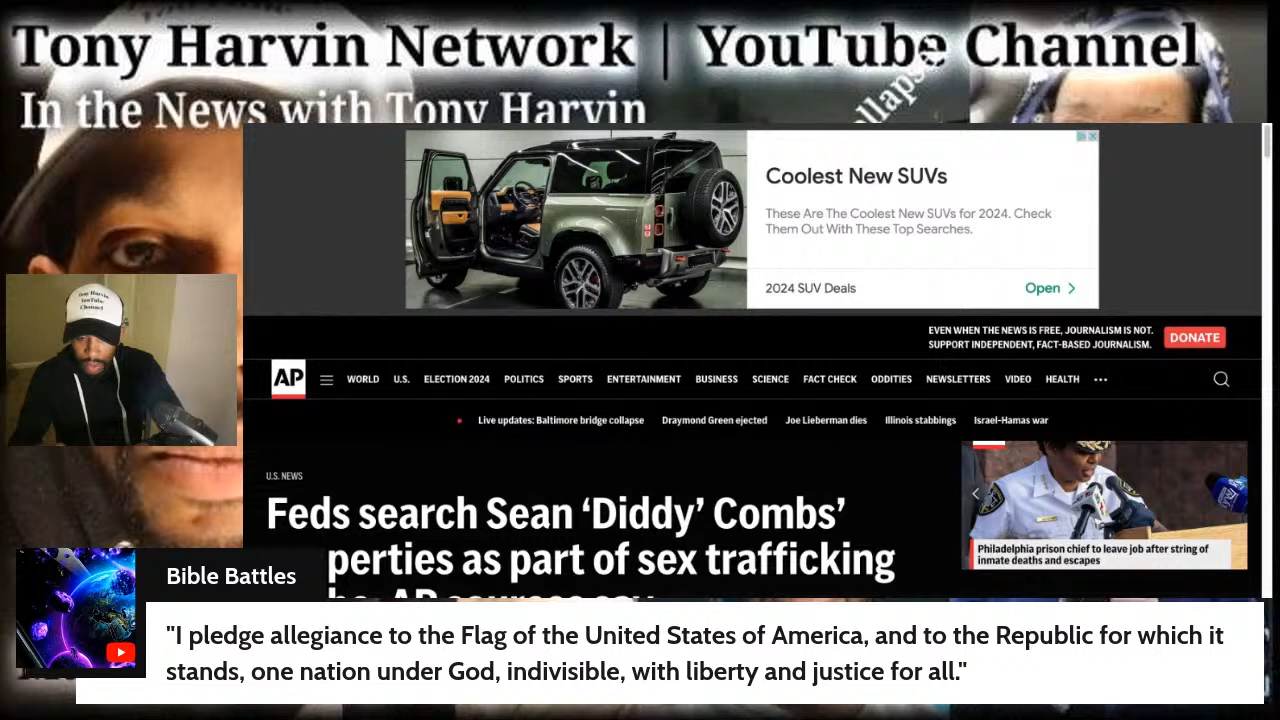 Tony Harvin Network | YouTube Channel
In the News with Tony Harvin
ollapse
Coolest New SUVs
These Are The Coolest New SUVs for 2024. Check
Them Out With These Top Searches.
2024 SUV Deals
Open
EVEN WHEN THE NEWS IS FREE, JOURNALISM IS NOT.
SUPPORT INDEPENDENT, FACT-BASED JOURNALISM.
DONATE
AP
WORLD U.S. ELECTION 2024 POLITICS SPORTS ENTERTAINMENT BUSINESS SCIENCE FACT CHECK ODDITIES NEWSLETTERS VIDEO HEALTH
Live updates: Baltimore bridge collapse Draymond Green ejected Joe Lieberman dies Illinois stabbings Israel-Hamas war
Tony Harvin
YouTube
Channel
U.S. NEWS
Feds search Sean ‘Diddy’ Combs’
perties as part of sex trafficking
Philadelphia prison chief to leave job after string of
inmate deaths and escapes
Bible Battles
"I pledge allegiance to the Flag of the United States of America, and to the Republic for which it
stands, one nation under God, indivisible, with liberty and justice for all."